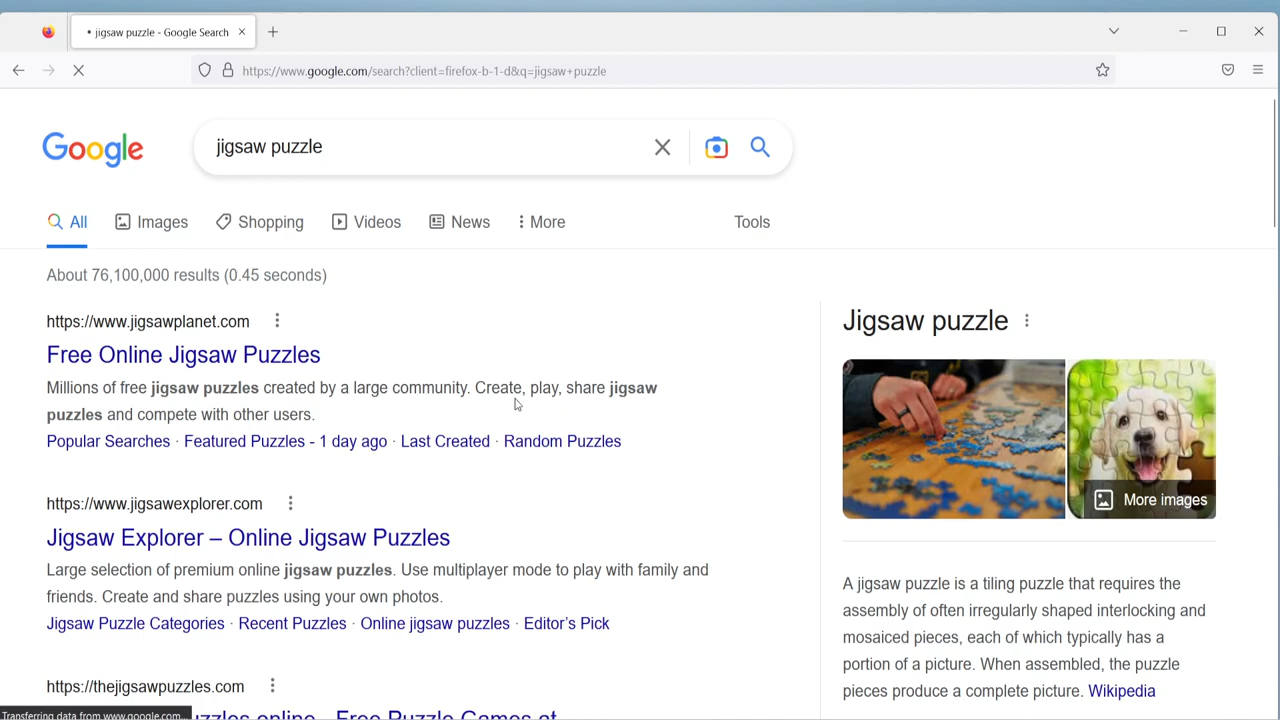 jigsaw puzzle - Google Search
https://www.google.com/search?client=firefox-b-1-d&q=jigsaw+puzzle
Google
jigsaw puzzle
All Images Shopping Videos News More Tools
About 76,100,000 results (0.45 seconds)
https://www.jigsawplanet.com
Free Online Jigsaw Puzzles
Millions of free jigsaw puzzles created by a large community. Create, play, share jigsaw
puzzles and compete with other users.
Popular Searches · Featured Puzzles - 1 day ago · Last Created · Random Puzzles
https://www.jigsawexplorer.com
Jigsaw Explorer – Online Jigsaw Puzzles
Large selection of premium online jigsaw puzzles. Use multiplayer mode to play with family and
friends. Create and share puzzles using your own photos.
Jigsaw Puzzle Categories · Recent Puzzles · Online jigsaw puzzles · Editor's Pick
https://thejigsawpuzzles.com
online - Free Puzzle Games at
Transferring data from www.google.com...
Jigsaw puzzle
More images
A jigsaw puzzle is a tiling puzzle that requires the
assembly of often irregularly shaped interlocking and
mosaiced pieces, each of which typically has a
portion of a picture. When assembled, the puzzle
pieces produce a complete picture. Wikipedia